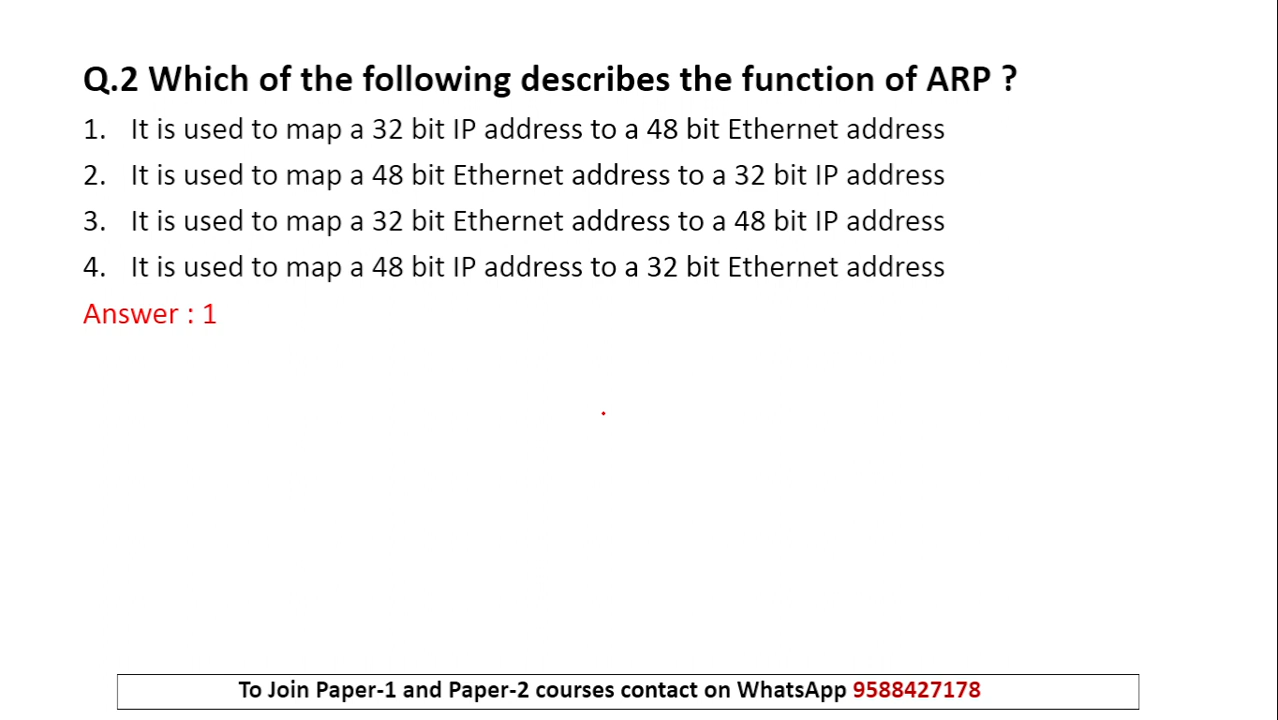 Q.2 Which of the following describes the function of ARP ?
1. It is used to map a 32 bit IP address to a 48 bit Ethernet address
2. It is used to map a 48 bit Ethernet address to a 32 bit IP address
3. It is used to map a 32 bit Ethernet address to a 48 bit IP address
4. It is used to map a 48 bit IP address to a 32 bit Ethernet address
Answer : 1
To Join Paper-1 and Paper-2 courses contact on WhatsApp 9588427178